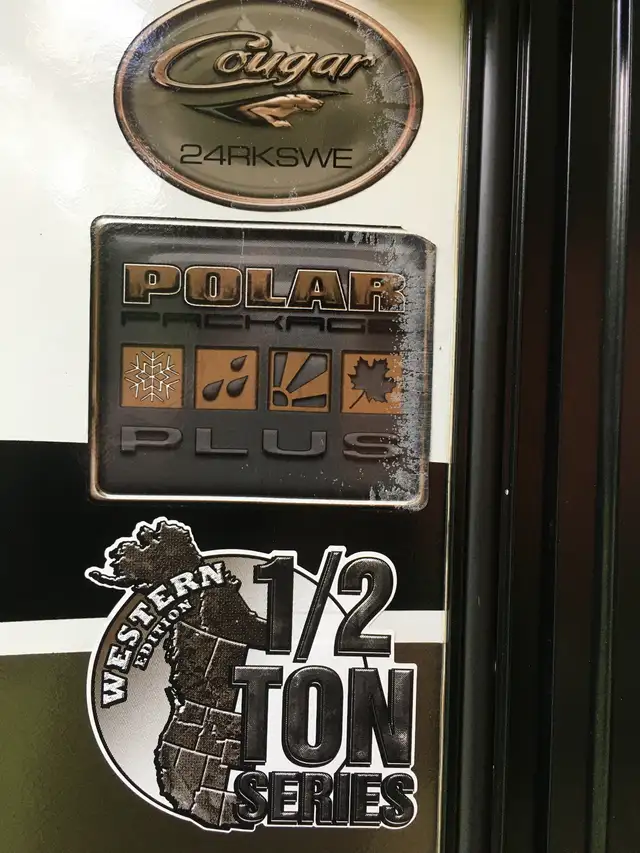 Cougar
24RKSWE
POLAR
PACKAGE
PLUS
WESTERN
EDITION
1/2
TON
SERIES